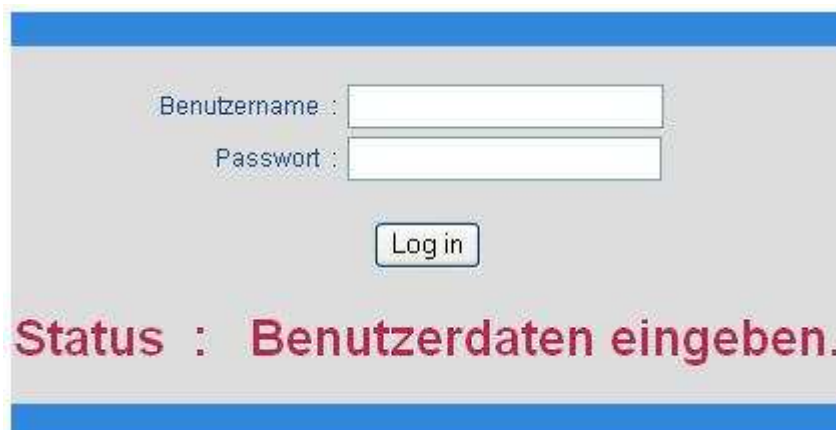 Benutzername :
Passwort :
Log in
Status : Benutzerdaten eingeben.